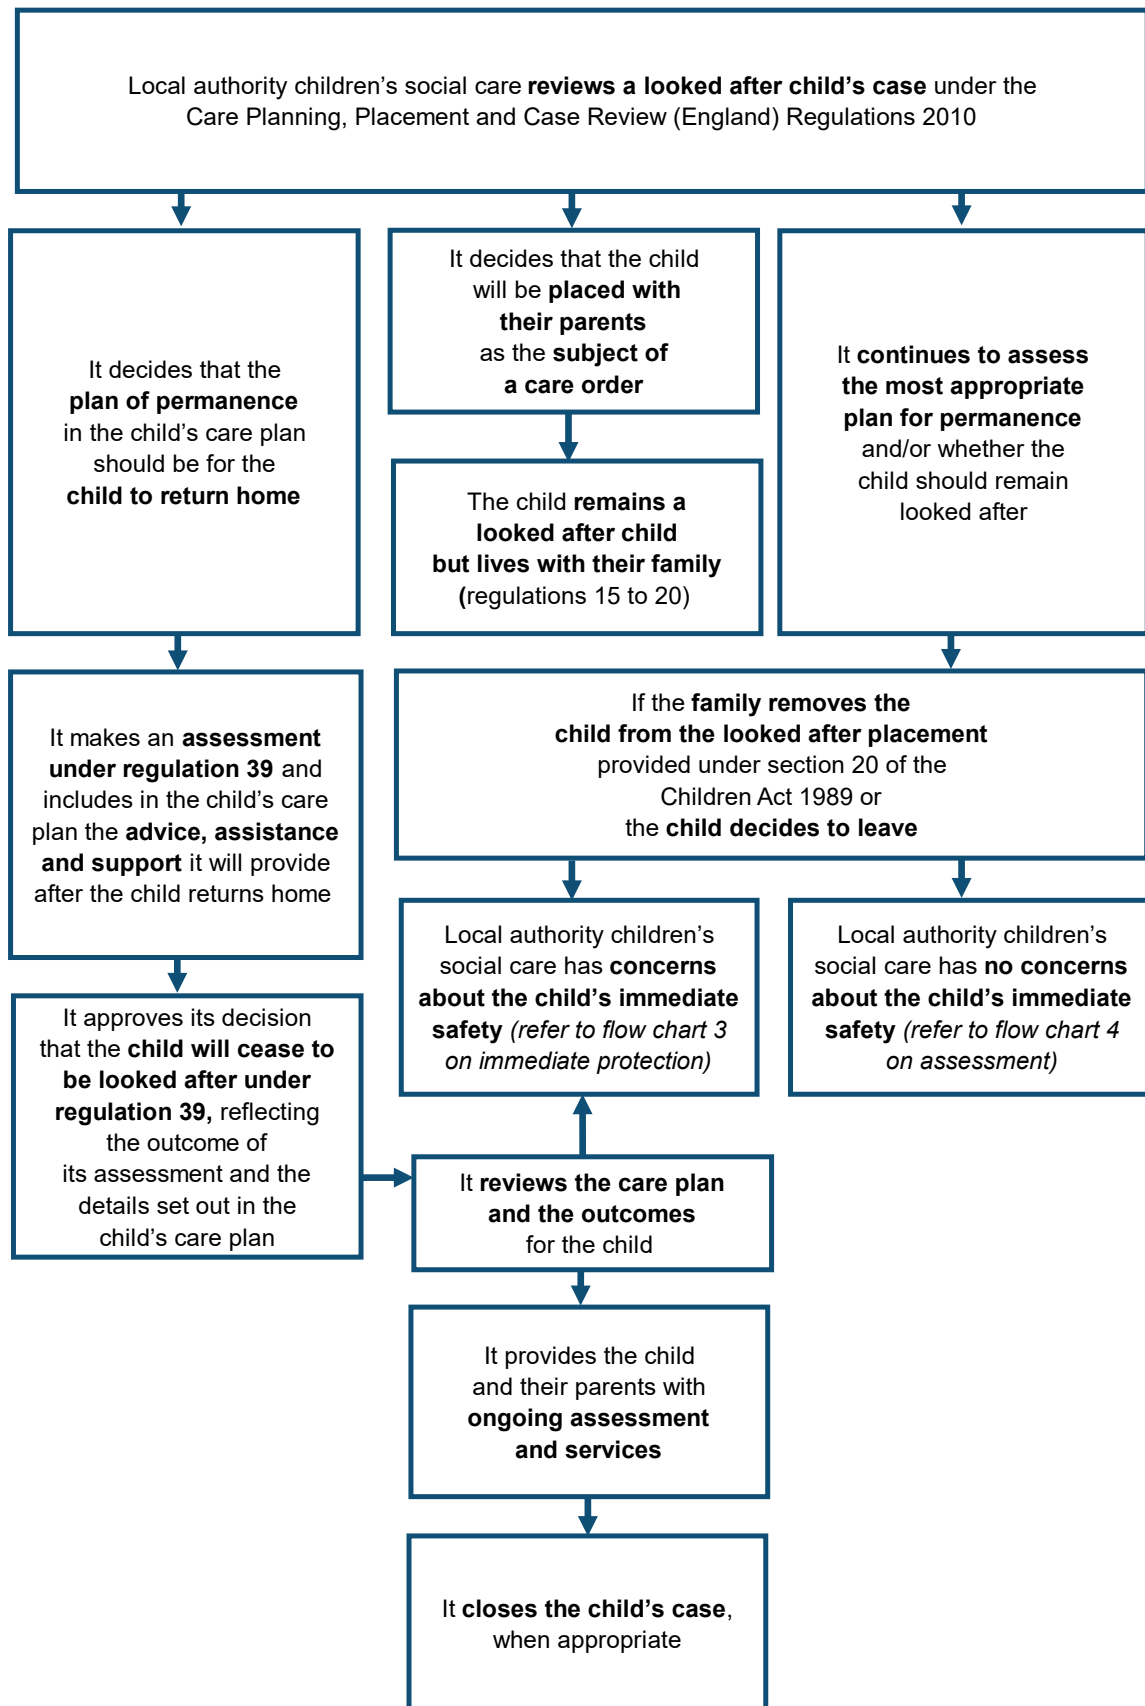 Local authority children’s social care reviews a looked after child’s case under the
Care Planning, Placement and Case Review (England) Regulations 2010
It decides that the
plan of permanence
in the child’s care plan
should be for the
child to return home
It decides that the child
will be placed with
their parents
as the subject of
a care order
The child remains a
looked after child
but lives with their family
(regulations 15 to 20)
It continues to assess
the most appropriate
plan for permanence
and/or whether the
child should remain
looked after
It makes an assessment
under regulation 39 and
includes in the child’s care
plan the advice, assistance
and support it will provide
after the child returns home
If the family removes the
child from the looked after placement
provided under section 20 of the
Children Act 1989 or
the child decides to leave
Local authority children’s
social care has concerns
about the child’s immediate
safety (refer to flow chart 3
on immediate protection)
Local authority children’s
social care has no concerns
about the child’s immediate
safety (refer to flow chart 4
on assessment)
It approves its decision
that the child will cease to
be looked after under
regulation 39, reflecting
the outcome of
its assessment and the
details set out in the
child’s care plan
It reviews the care plan
and the outcomes
for the child
It provides the child
and their parents with
ongoing assessment
and services
It closes the child’s case,
when appropriate